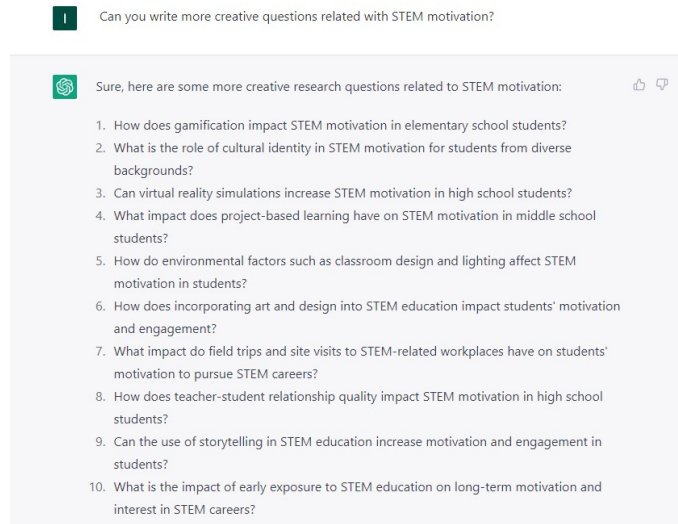 I
Can you write more creative questions related with STEM motivation?
Sure, here are some more creative research questions related to STEM motivation:
1. How does gamification impact STEM motivation in elementary school students?
2. What is the role of cultural identity in STEM motivation for students from diverse
backgrounds?
3. Can virtual reality simulations increase STEM motivation in high school students?
4. What impact does project-based learning have on STEM motivation in middle school
students?
5. How do environmental factors such as classroom design and lighting affect STEM
motivation in students?
6. How does incorporating art and design into STEM education impact students' motivation
and engagement?
7. What impact do field trips and site visits to STEM-related workplaces have on students'
motivation to pursue STEM careers?
8. How does teacher-student relationship quality impact STEM motivation in high school
students?
9. Can the use of storytelling in STEM education increase motivation and engagement in
students?
10. What is the impact of early exposure to STEM education on long-term motivation and
interest in STEM careers?